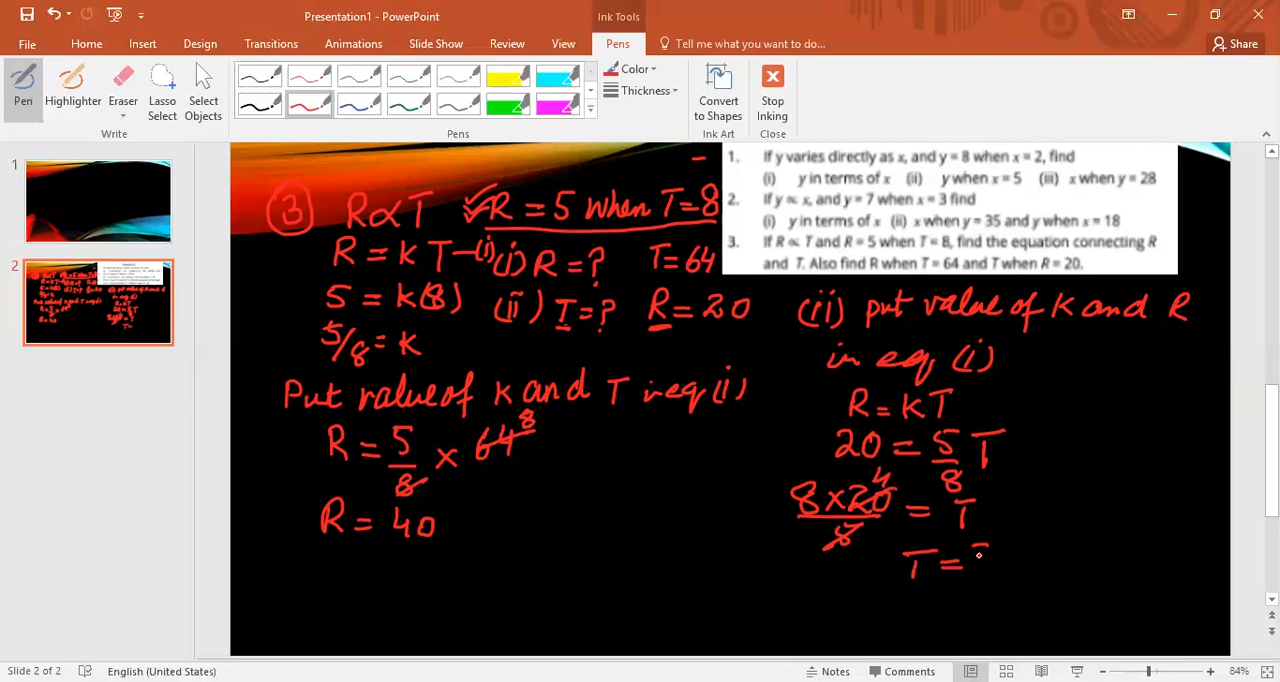 Presentation1 - PowerPoint
Ink Tools
File Home Insert Design Transitions Animations Slide Show Review View Pens Tell me what you want to do... Share
Pen Highlighter Eraser Lasso Select Select Objects
Color
Thickness
Convert to Shapes
Stop Inking
Write Pens Ink Art Close
1
2
1. If y varies directly as x, and y = 8 when x = 2, find
(i) y in terms of x (ii) y when x = 5 (iii) x when y = 28
2. If y ∝ x, and y = 7 when x = 3 find
(i) y in terms of x (ii) x when y = 35 and y when x = 18
3. If R ∝ T and R = 5 when T = 8, find the equation connecting R
and T. Also find R when T = 64 and T when R = 20.
③ R ∝ T ✓R = 5 when T = 8
R = K T —(i) (i) R = ? T = 64
5 = K(8) (ii) T = ? R = 20
5/8 = K
Put value of K and T in eq (i)
R = 5/8 × 64 8
R = 40
(ii) put value of K and R
in eq (i)
R = KT
20 = 5/8 T
8×20/5 4 = T
T =
Slide 2 of 2 English (United States) Notes Comments 84%